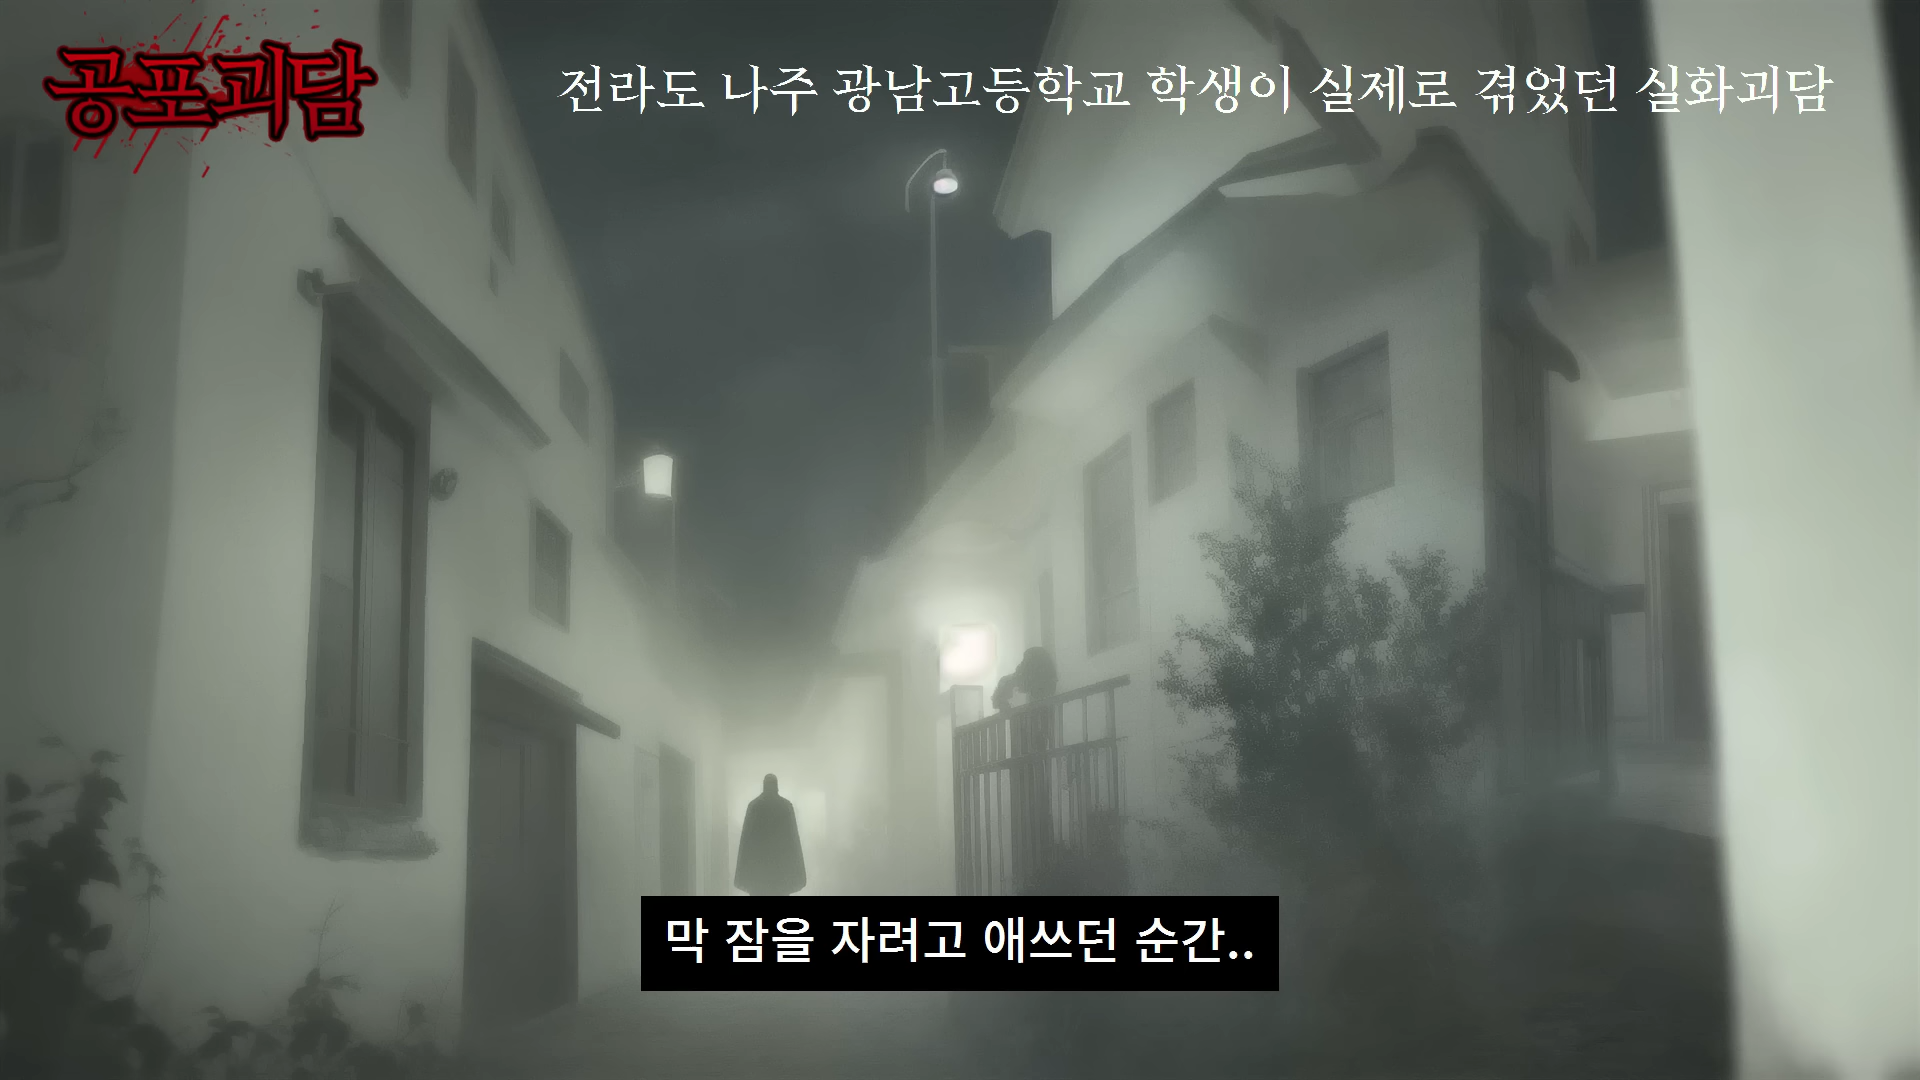 공포괴담
전라도 나주 광남고등학교 학생이 실제로 겪었던 실화괴담
막 잠을 자려고 애쓰던 순간..